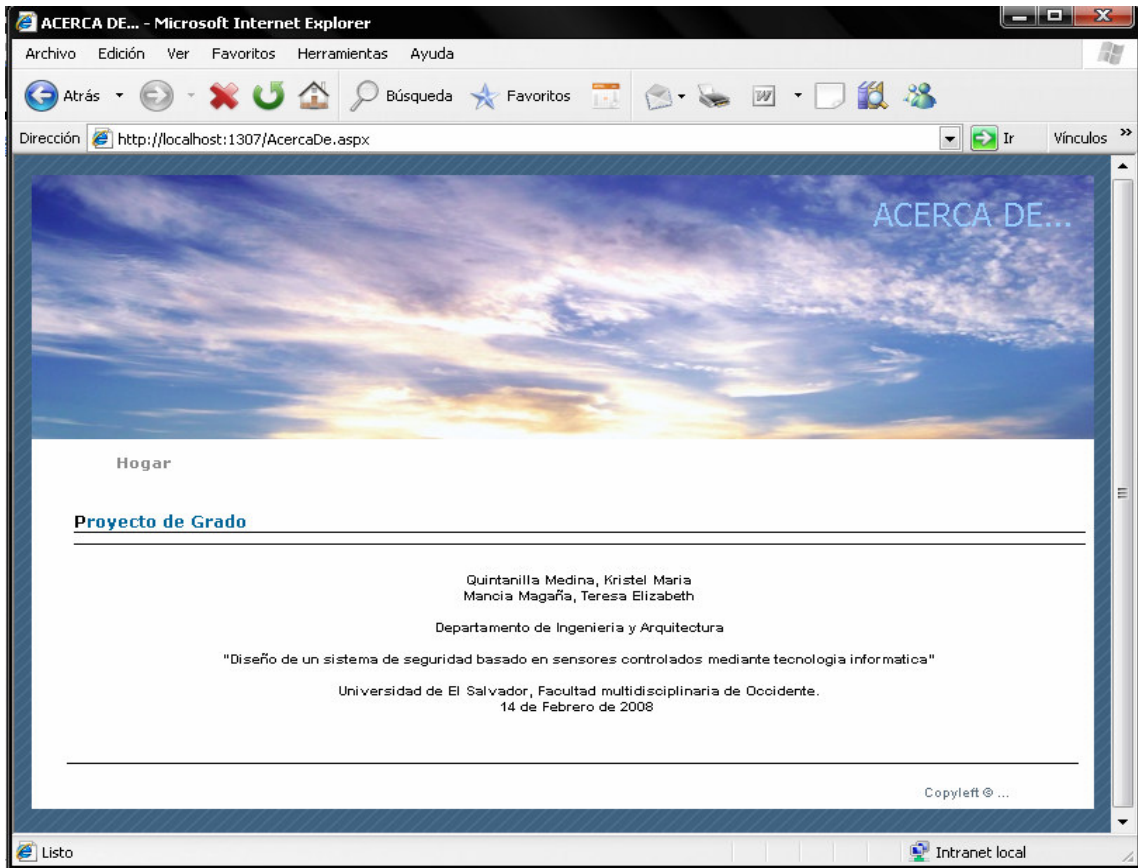 ACERCA DE... - Microsoft Internet Explorer
Archivo Edición Ver Favoritos Herramientas Ayuda
Atrás Búsqueda Favoritos
Dirección http://localhost:1307/AcercaDe.aspx Ir Vínculos »
ACERCA DE...
Hogar
Proyecto de Grado
Quintanilla Medina, Kristel Maria
Mancia Magaña, Teresa Elizabeth
Departamento de Ingenieria y Arquitectura
"Diseño de un sistema de seguridad basado en sensores controlados mediante tecnologia informatica"
Universidad de El Salvador, Facultad multidisciplinaria de Occidente.
14 de Febrero de 2008
Copyleft © ...
Listo Intranet local